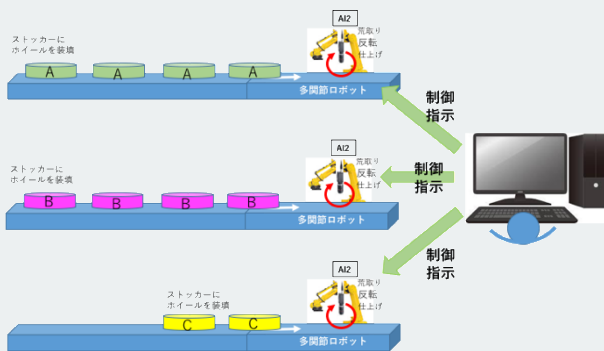 AI2
荒取り
反転
仕上げ
ストッカーに
ホイールを装填
A A A A
多関節ロボット
制御
指示
AI2
荒取り
反転
仕上げ
ストッカーに
ホイールを装填
B B B B
多関節ロボット
制御
指示
AI2
荒取り
反転
仕上げ
ストッカーに
ホイールを装填
C C
多関節ロボット
制御
指示